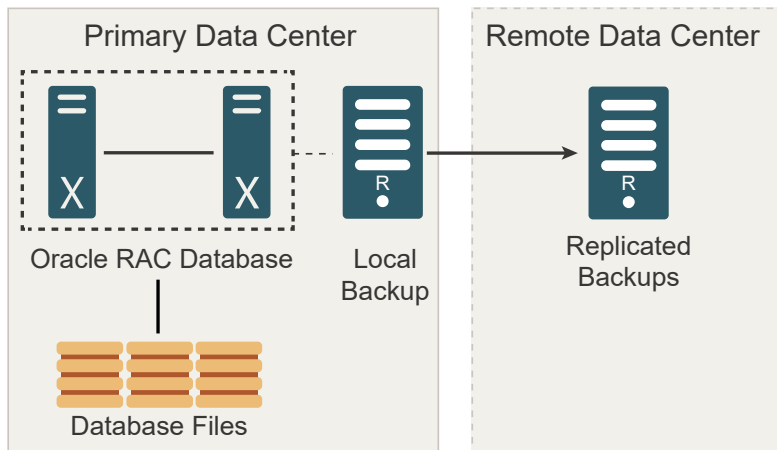 Primary Data Center
Remote Data Center
X
X
R
R
Oracle RAC Database
Local
Backup
Replicated
Backups
Database Files